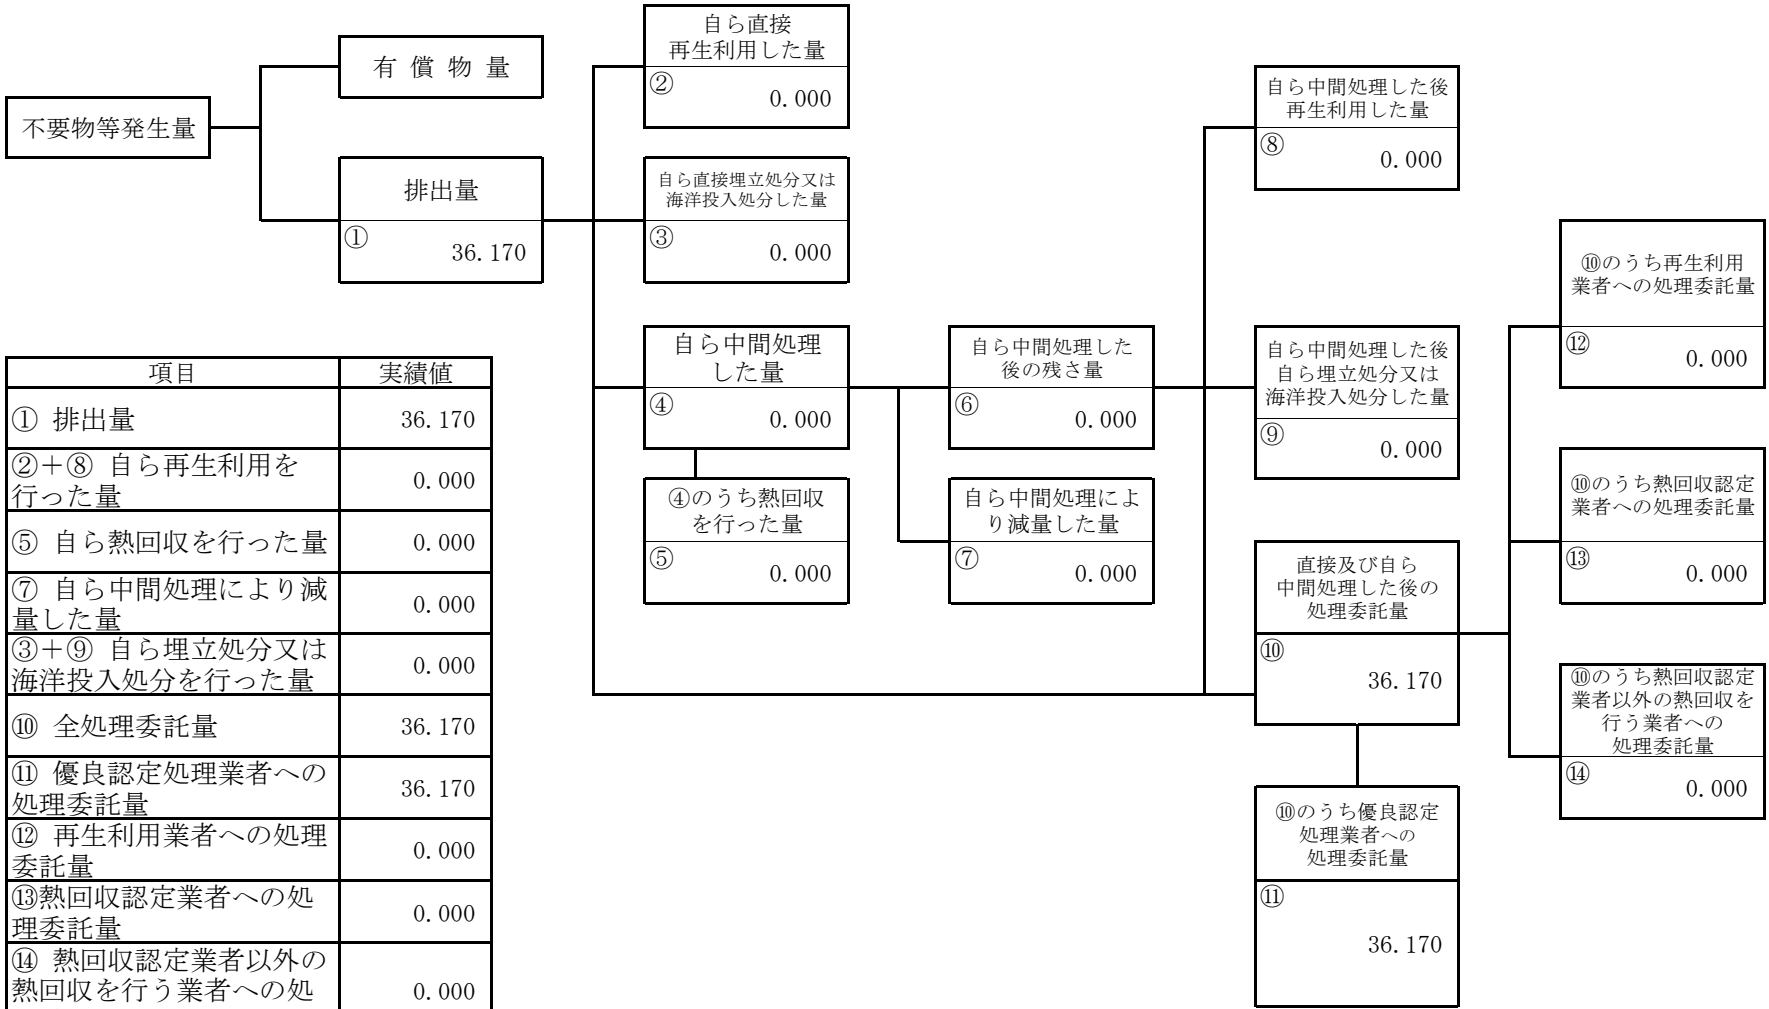 不要物等発生量
有 償 物 量
排出量
① 36.170
自ら直接
再生利用した量
② 0.000
自ら直接埋立処分又は
海洋投入処分した量
③ 0.000
自ら中間処理
した量
④ 0.000
④のうち熱回収
を行った量
⑤ 0.000
自ら中間処理した
後の残さ量
⑥ 0.000
自ら中間処理によ
り減量した量
⑦ 0.000
自ら中間処理した後
再生利用した量
⑧ 0.000
自ら中間処理した後
自ら埋立処分又は
海洋投入処分した量
⑨ 0.000
直接及び自ら
中間処理した後の
処理委託量
⑩
36.170
⑩のうち優良認定
処理業者への
処理委託量
⑪
36.170
⑩のうち再生利用
業者への処理委託量
⑫ 0.000
⑩のうち熱回収認定
業者への処理委託量
⑬ 0.000
⑩のうち熱回収認定
業者以外の熱回収を
行う業者への
処理委託量
⑭ 0.000
項目 実績値
① 排出量 36.170
②＋⑧ 自ら再生利用を
行った量 0.000
⑤ 自ら熱回収を行った量 0.000
⑦ 自ら中間処理により減
量した量 0.000
③＋⑨ 自ら埋立処分又は
海洋投入処分を行った量 0.000
⑩ 全処理委託量 36.170
⑪ 優良認定処理業者への
処理委託量 36.170
⑫ 再生利用業者への処理
委託量 0.000
⑬熱回収認定業者への処
理委託量 0.000
⑭ 熱回収認定業者以外の
熱回収を行う業者への処 0.000